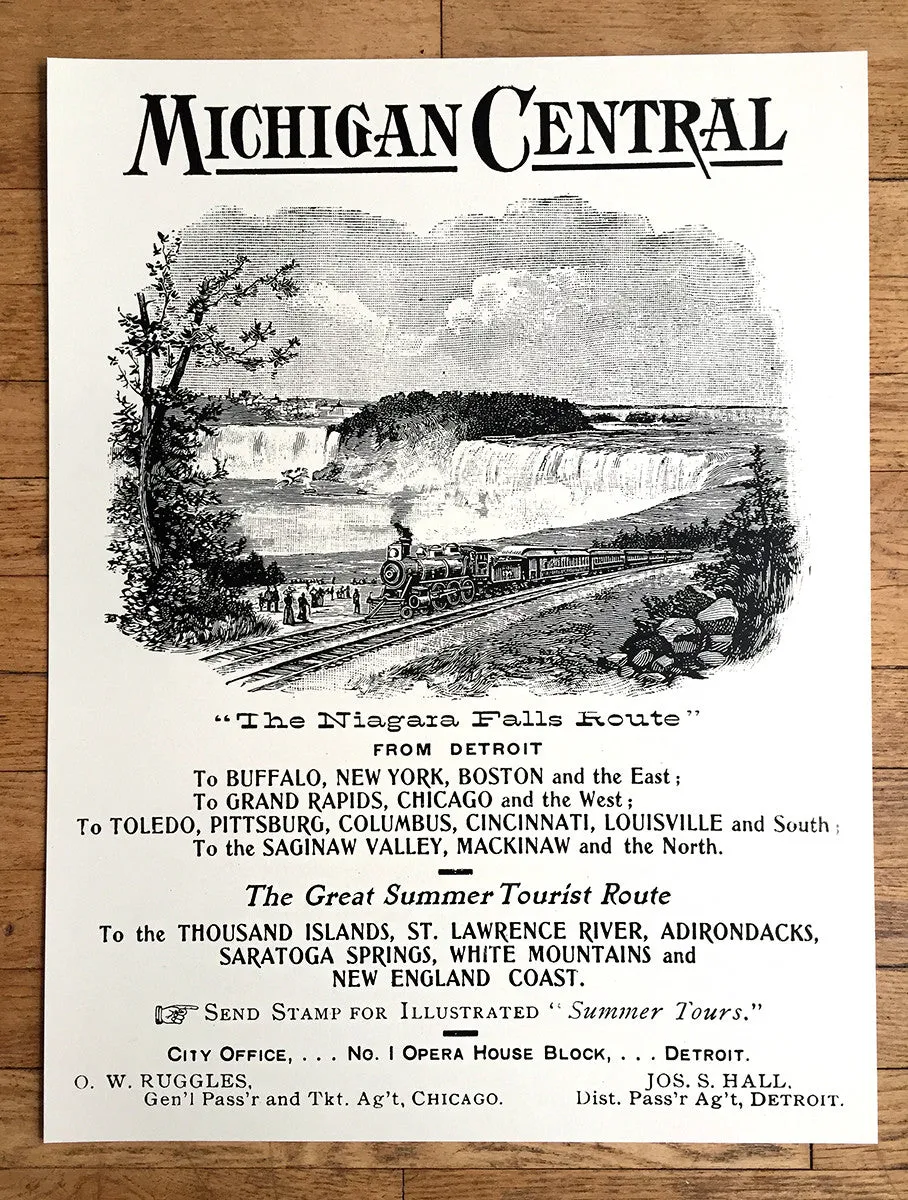 MICHIGAN CENTRAL
"The Niagara Falls Route"
FROM DETROIT
To BUFFALO, NEW YORK, BOSTON and the East;
To GRAND RAPIDS, CHICAGO and the West;
To TOLEDO, PITTSBURG, COLUMBUS, CINCINNATI, LOUISVILLE and South;
To the SAGINAW VALLEY, MACKINAW and the North.
The Great Summer Tourist Route
To the THOUSAND ISLANDS, ST. LAWRENCE RIVER, ADIRONDACKS,
SARATOGA SPRINGS, WHITE MOUNTAINS and
NEW ENGLAND COAST.
☞ SEND STAMP FOR ILLUSTRATED "Summer Tours."
CITY OFFICE, . . . No. 1 OPERA HOUSE BLOCK, . . . DETROIT.
O. W. RUGGLES,
Gen'l Pass'r and Tkt. Ag't, CHICAGO.
JOS. S. HALL,
Dist. Pass'r Ag't, DETROIT.